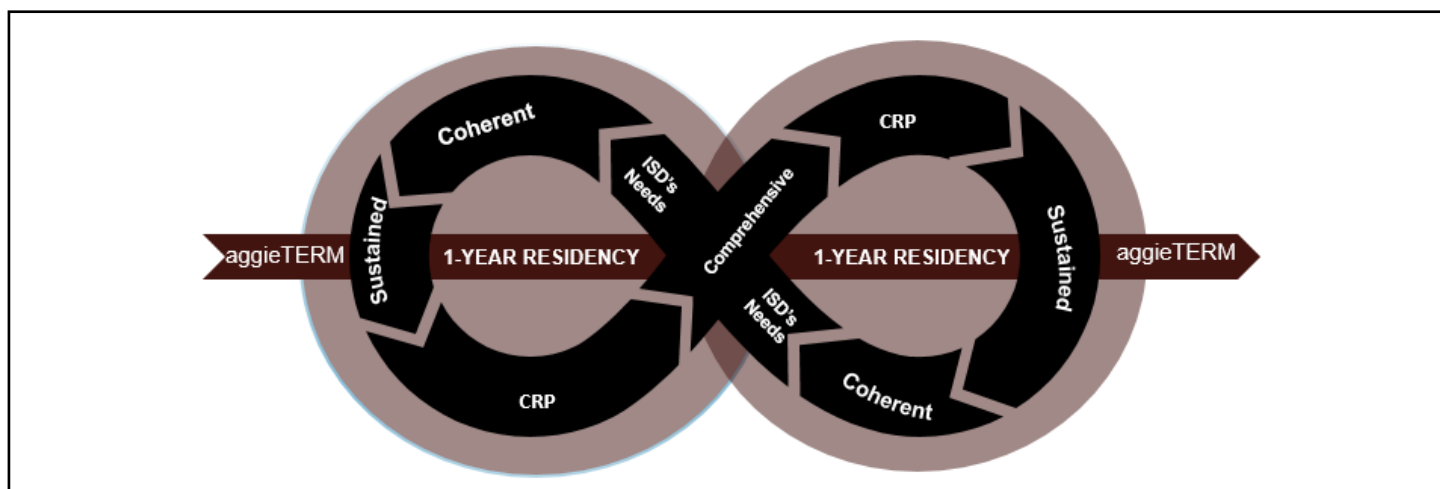 Coherent
ISD's
Needs
Sustained
aggieTERM
1-YEAR RESIDENCY
CRP
Comprehensive
CRP
Sustained
1-YEAR RESIDENCY
aggieTERM
ISD's
Needs
Coherent